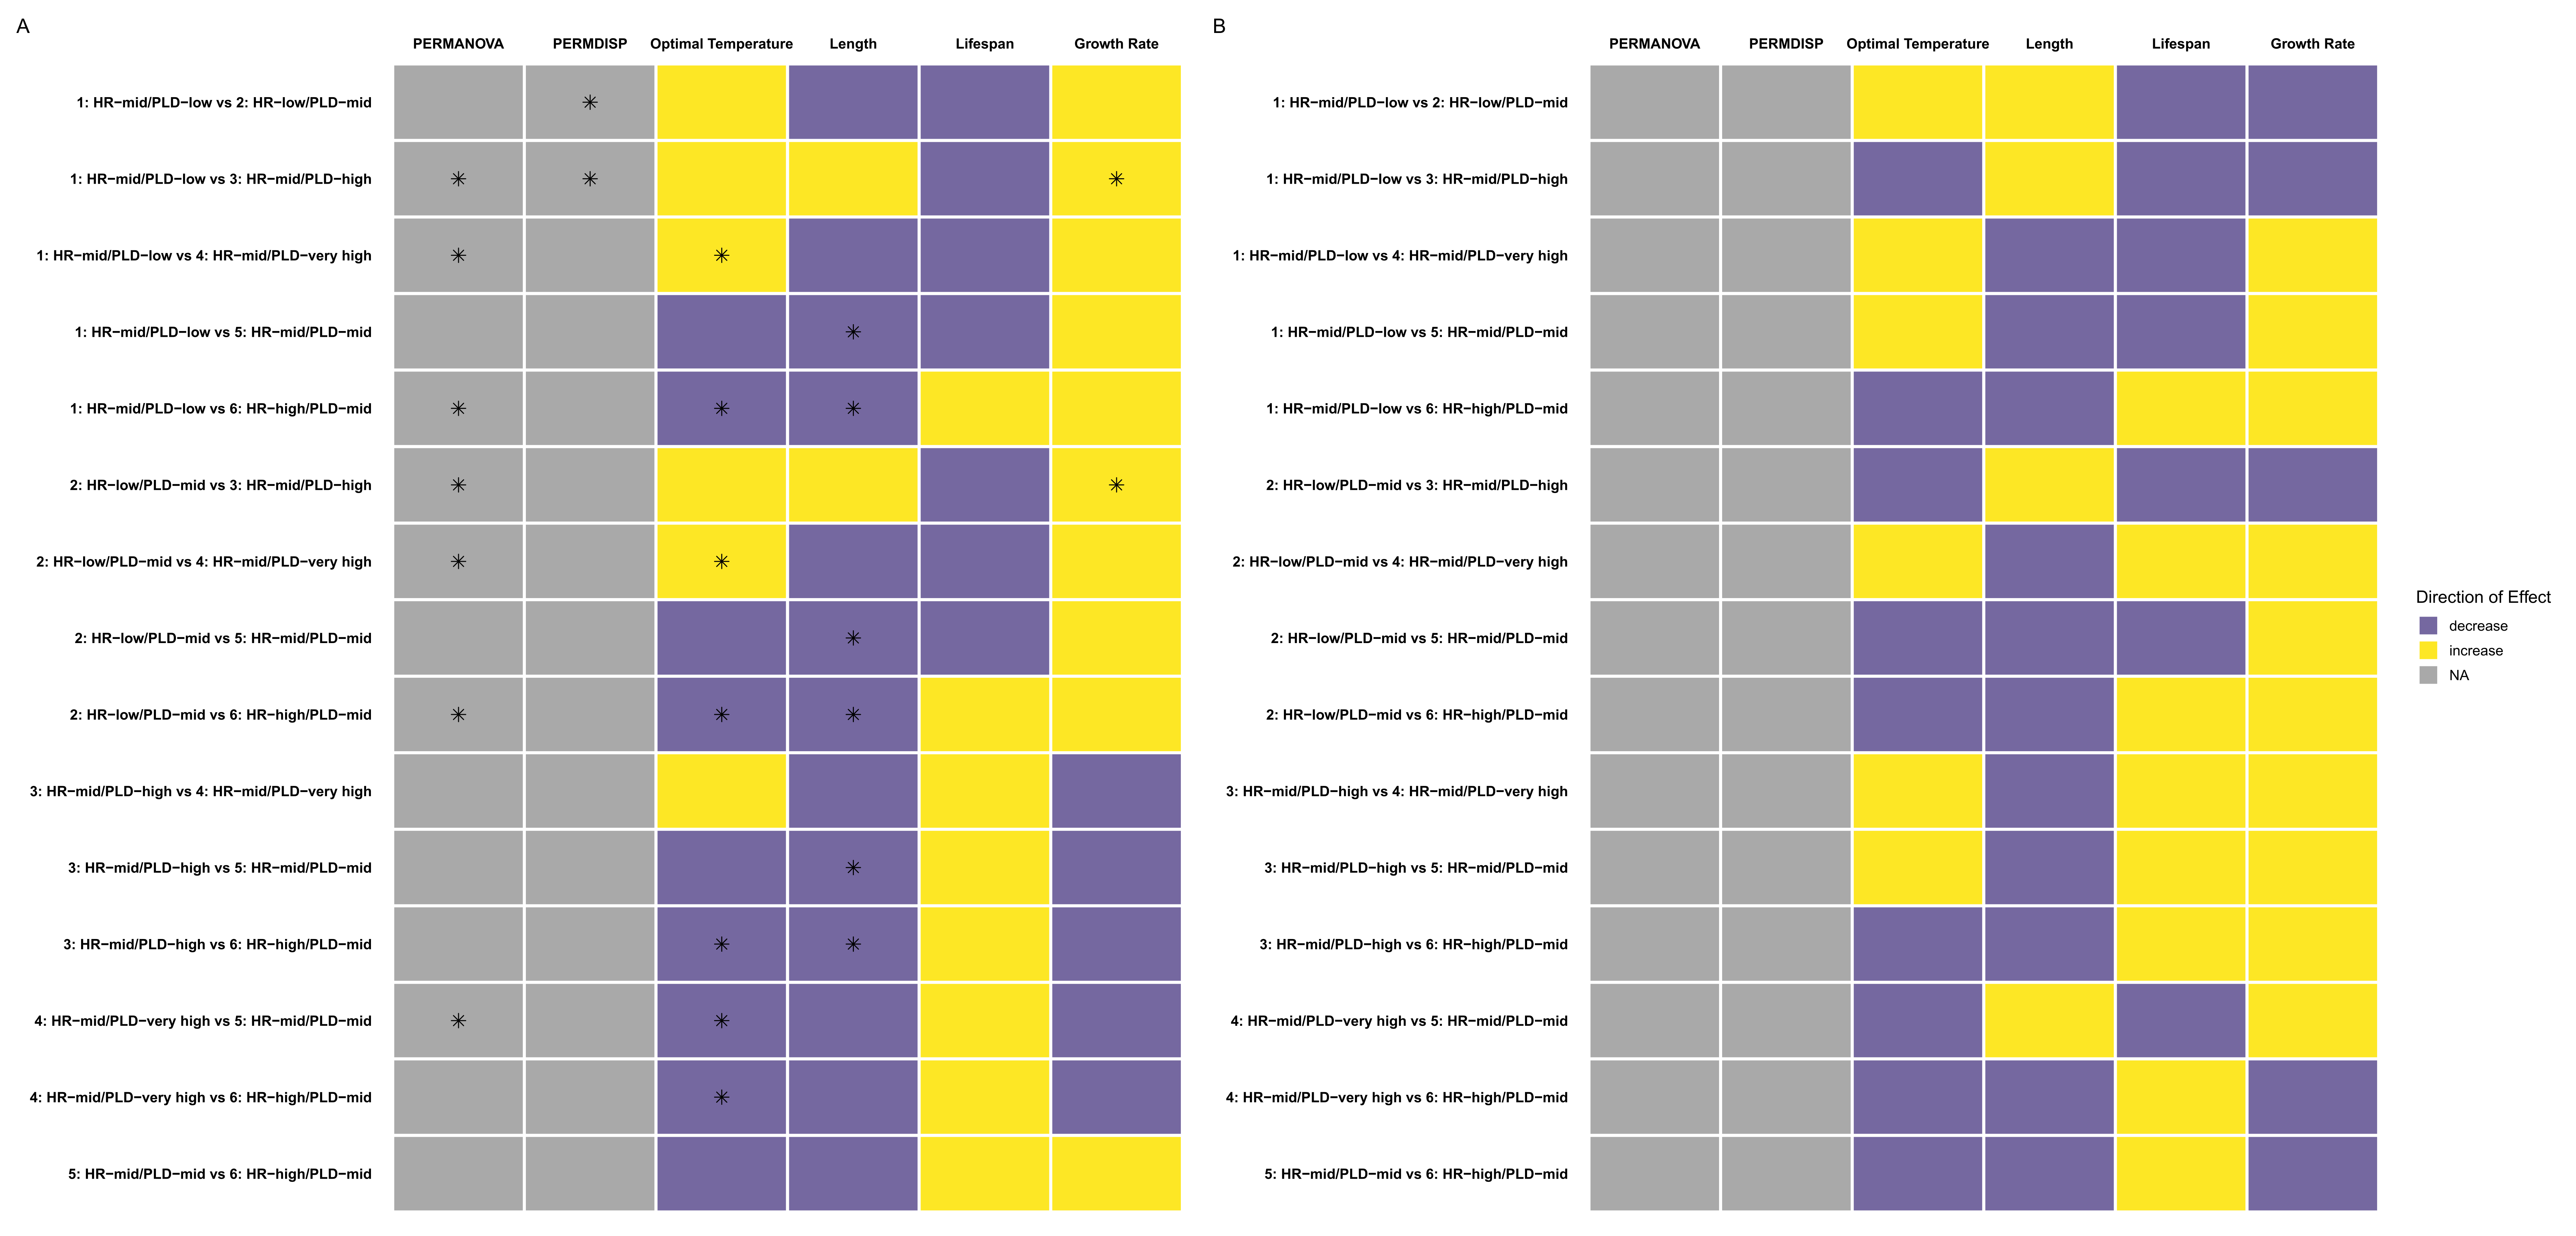 A
PERMANOVA PERMDISP Optimal Temperature Length Lifespan Growth Rate
1: HR−mid/PLD−low vs 2: HR−low/PLD−mid
1: HR−mid/PLD−low vs 3: HR−mid/PLD−high
1: HR−mid/PLD−low vs 4: HR−mid/PLD−very high
1: HR−mid/PLD−low vs 5: HR−mid/PLD−mid
1: HR−mid/PLD−low vs 6: HR−high/PLD−mid
2: HR−low/PLD−mid vs 3: HR−mid/PLD−high
2: HR−low/PLD−mid vs 4: HR−mid/PLD−very high
2: HR−low/PLD−mid vs 5: HR−mid/PLD−mid
2: HR−low/PLD−mid vs 6: HR−high/PLD−mid
3: HR−mid/PLD−high vs 4: HR−mid/PLD−very high
3: HR−mid/PLD−high vs 5: HR−mid/PLD−mid
3: HR−mid/PLD−high vs 6: HR−high/PLD−mid
4: HR−mid/PLD−very high vs 5: HR−mid/PLD−mid
4: HR−mid/PLD−very high vs 6: HR−high/PLD−mid
5: HR−mid/PLD−mid vs 6: HR−high/PLD−mid
B
PERMANOVA PERMDISP Optimal Temperature Length Lifespan Growth Rate
1: HR−mid/PLD−low vs 2: HR−low/PLD−mid
1: HR−mid/PLD−low vs 3: HR−mid/PLD−high
1: HR−mid/PLD−low vs 4: HR−mid/PLD−very high
1: HR−mid/PLD−low vs 5: HR−mid/PLD−mid
1: HR−mid/PLD−low vs 6: HR−high/PLD−mid
2: HR−low/PLD−mid vs 3: HR−mid/PLD−high
2: HR−low/PLD−mid vs 4: HR−mid/PLD−very high
2: HR−low/PLD−mid vs 5: HR−mid/PLD−mid
2: HR−low/PLD−mid vs 6: HR−high/PLD−mid
3: HR−mid/PLD−high vs 4: HR−mid/PLD−very high
3: HR−mid/PLD−high vs 5: HR−mid/PLD−mid
3: HR−mid/PLD−high vs 6: HR−high/PLD−mid
4: HR−mid/PLD−very high vs 5: HR−mid/PLD−mid
4: HR−mid/PLD−very high vs 6: HR−high/PLD−mid
5: HR−mid/PLD−mid vs 6: HR−high/PLD−mid
Direction of Effect
decrease
increase
NA